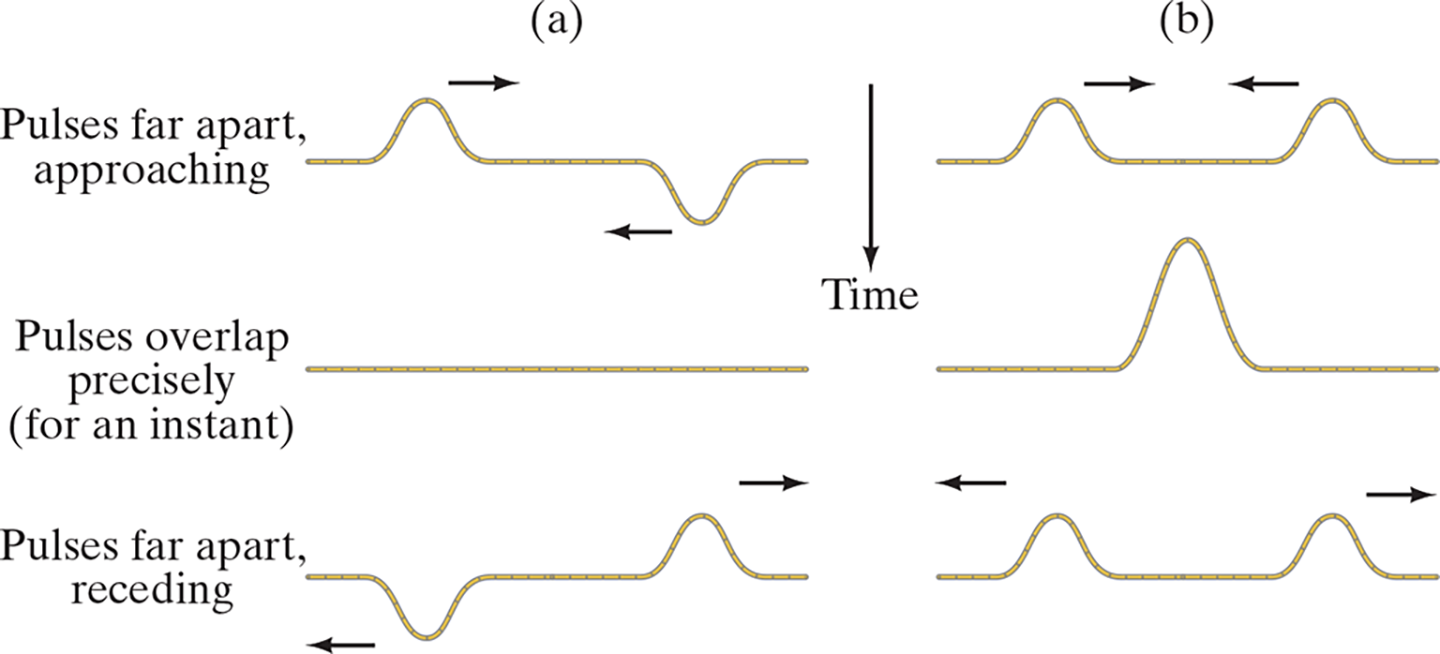 (a)
(b)
Pulses far apart,
approaching
Time
Pulses overlap
precisely
(for an instant)
Pulses far apart,
receding